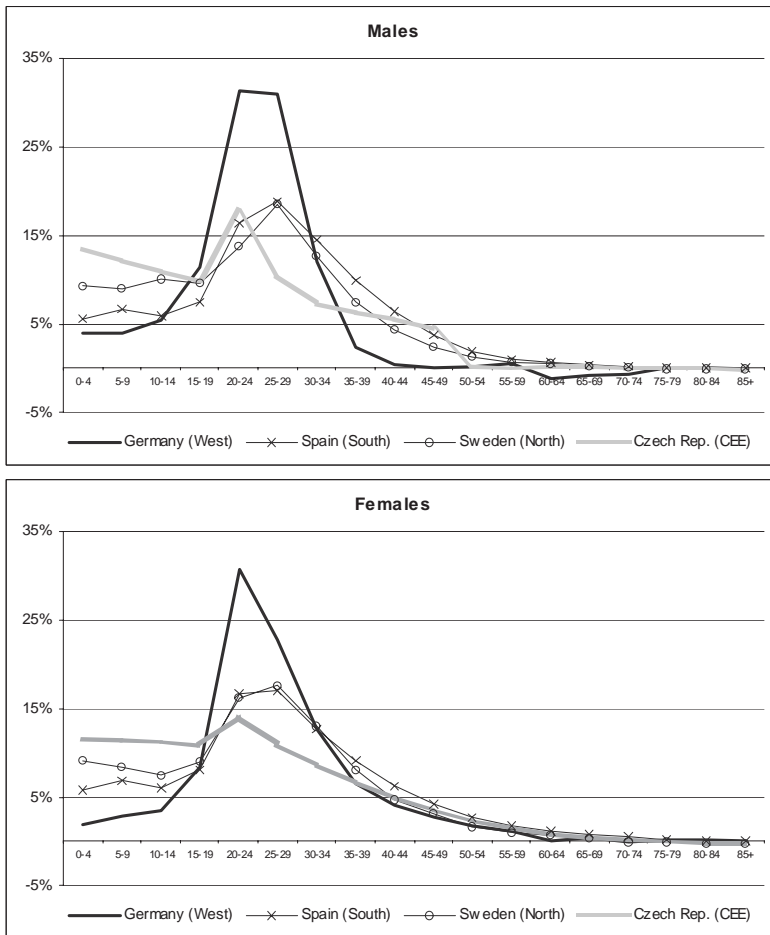 Males
35%
25%
15%
5%
0-4 5-9 10-14 15- 19 20-24 25-29 30-34 35-39 40-44 45-49 50-54 55-59 60-64 65-69 70-74 75-79 80-84 85+
-5%
Germany (West) Spain (South) Sweden (North) Czech Rep. (CEE)
Females
35%
25%
15%
5%
0-4 5-9 10-14 15- 19 20-24 25-29 30-34 35-39 40-44 45-49 50-54 55-59 60-64 65-69 70-74 75-79 80-84 85+
-5%
Germany (West) Spain (South) Sweden (North) Czech Rep. (CEE)